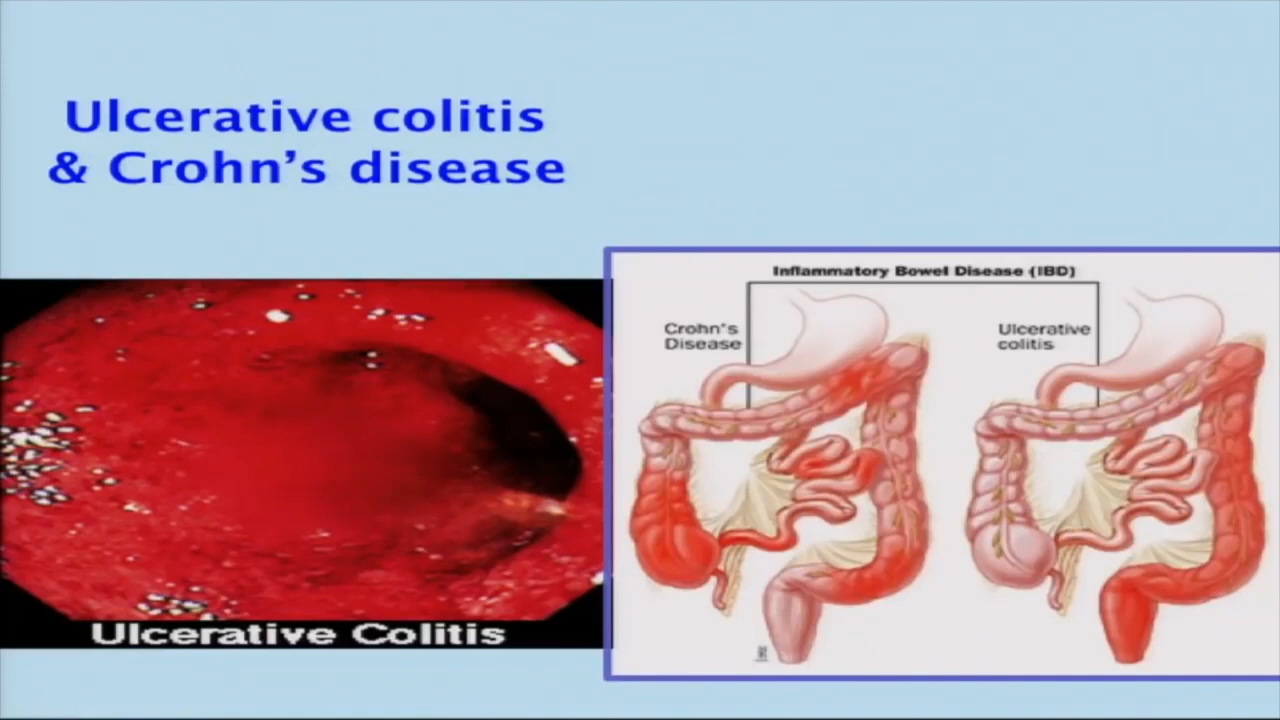 Ulcerative colitis
& Crohn's disease
Inflammatory Bowel Disease (IBD)
Crohn's
Disease
Ulcerative
colitis
Ulcerative Colitis